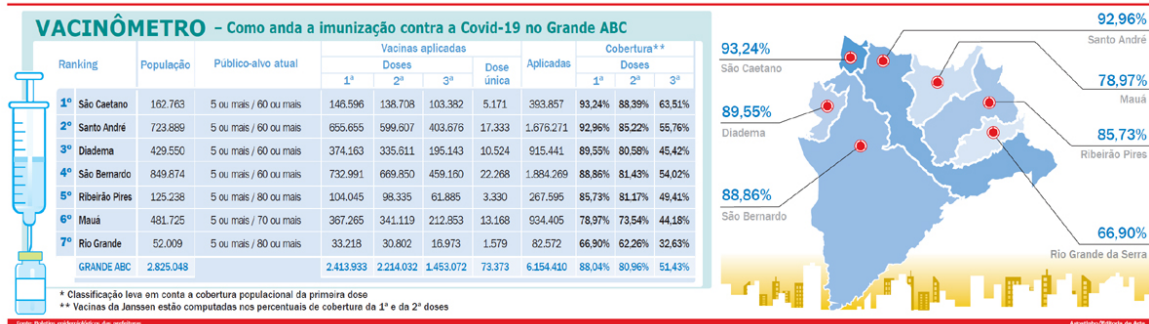 VACINÔMETRO – Como anda a imunização contra a Covid-19 no Grande ABC
Ranking População Público-alvo atual Vacinas aplicadas Aplicadas Cobertura**
Doses Dose única Doses
1ª 2ª 3ª 1ª 2ª 3ª
1º São Caetano 162.763 5 ou mais / 60 ou mais 146.596 138.708 103.382 5.171 393.857 93,24% 88,39% 63,51%
2º Santo André 723.889 5 ou mais / 60 ou mais 655.655 599.607 403.676 17.333 1.676.271 92,96% 85,22% 55,76%
3º Diadema 429.550 5 ou mais / 60 ou mais 374.163 335.611 195.143 10.524 915.441 89,55% 80,58% 45,42%
4º São Bernardo 849.874 5 ou mais / 60 ou mais 732.991 669.850 459.160 22.268 1.884.269 88,86% 81,43% 54,02%
5º Ribeirão Pires 125.238 5 ou mais / 60 ou mais 104.045 98.335 61.885 3.330 267.595 85,73% 81,17% 49,41%
6º Mauá 481.725 5 ou mais / 70 ou mais 367.265 341.119 212.853 13.168 934.405 78,97% 73,54% 44,18%
7º Rio Grande 52.009 5 ou mais / 80 ou mais 33.218 30.802 16.973 1.579 82.572 66,90% 62,26% 32,63%
GRANDE ABC 2.825.048 2.413.933 2.214.032 1.453.072 73.373 6.154.410 88,04% 80,96% 51,43%
* Classificação leva em conta a cobertura populacional da primeira dose
** Vacinas da Janssen estão computadas nos percentuais de cobertura da 1ª e da 2ª doses
92,96%
Santo André
93,24%
São Caetano
78,97%
Mauá
89,55%
Diadema
85,73%
Ribeirão Pires
88,86%
São Bernardo
66,90%
Rio Grande da Serra